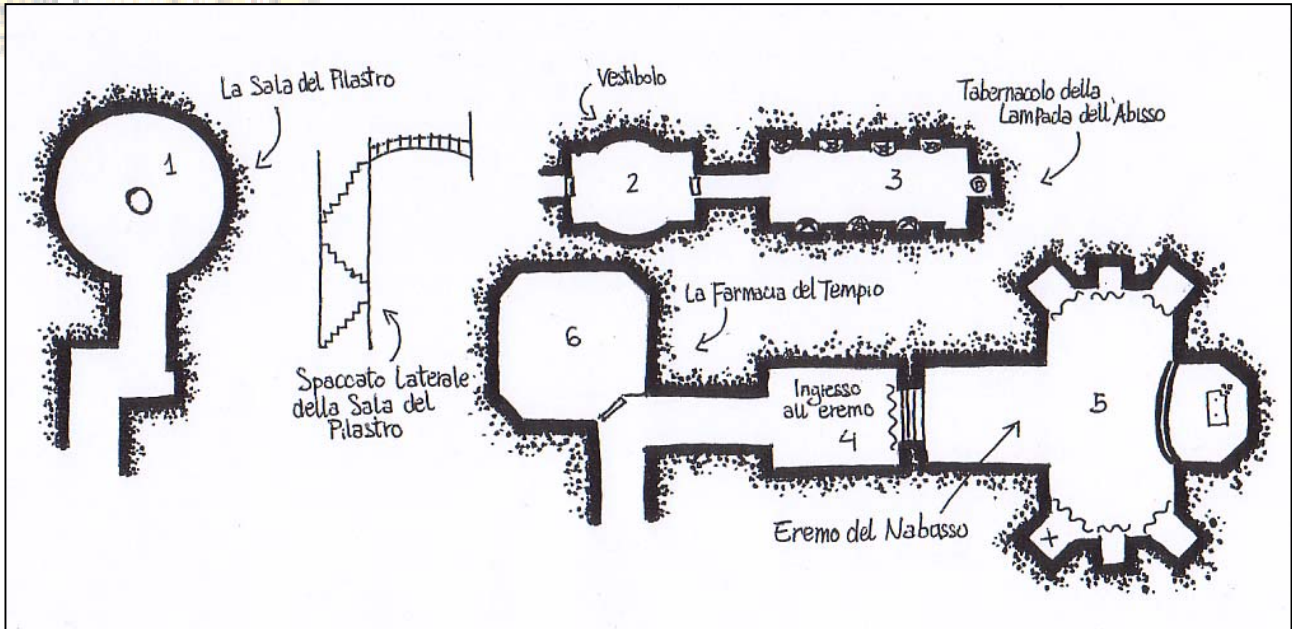 La Sala del Pilastro
1
Spaccato Laterale
della Sala del
Pilastro
Vestibolo
2
3
Tabernacolo della
Lampada dell'Abisso
6
La Farmacia del Tempio
Ingresso
all'eremo
4
5
Eremo del Nabasso